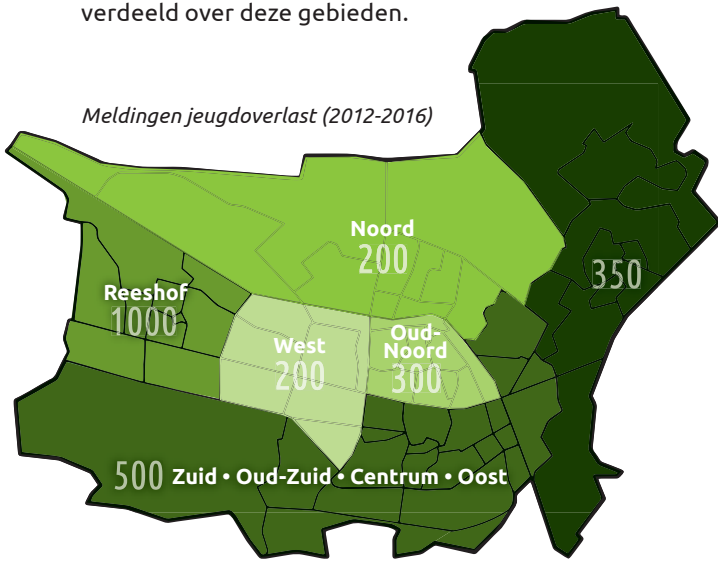 verdeeld over deze gebieden.
Meldingen jeugdoverlast (2012-2016)
Noord
200
350
Reeshof
1000
West
200
Oud-
Noord
300
500 Zuid • Oud-Zuid • Centrum • Oost